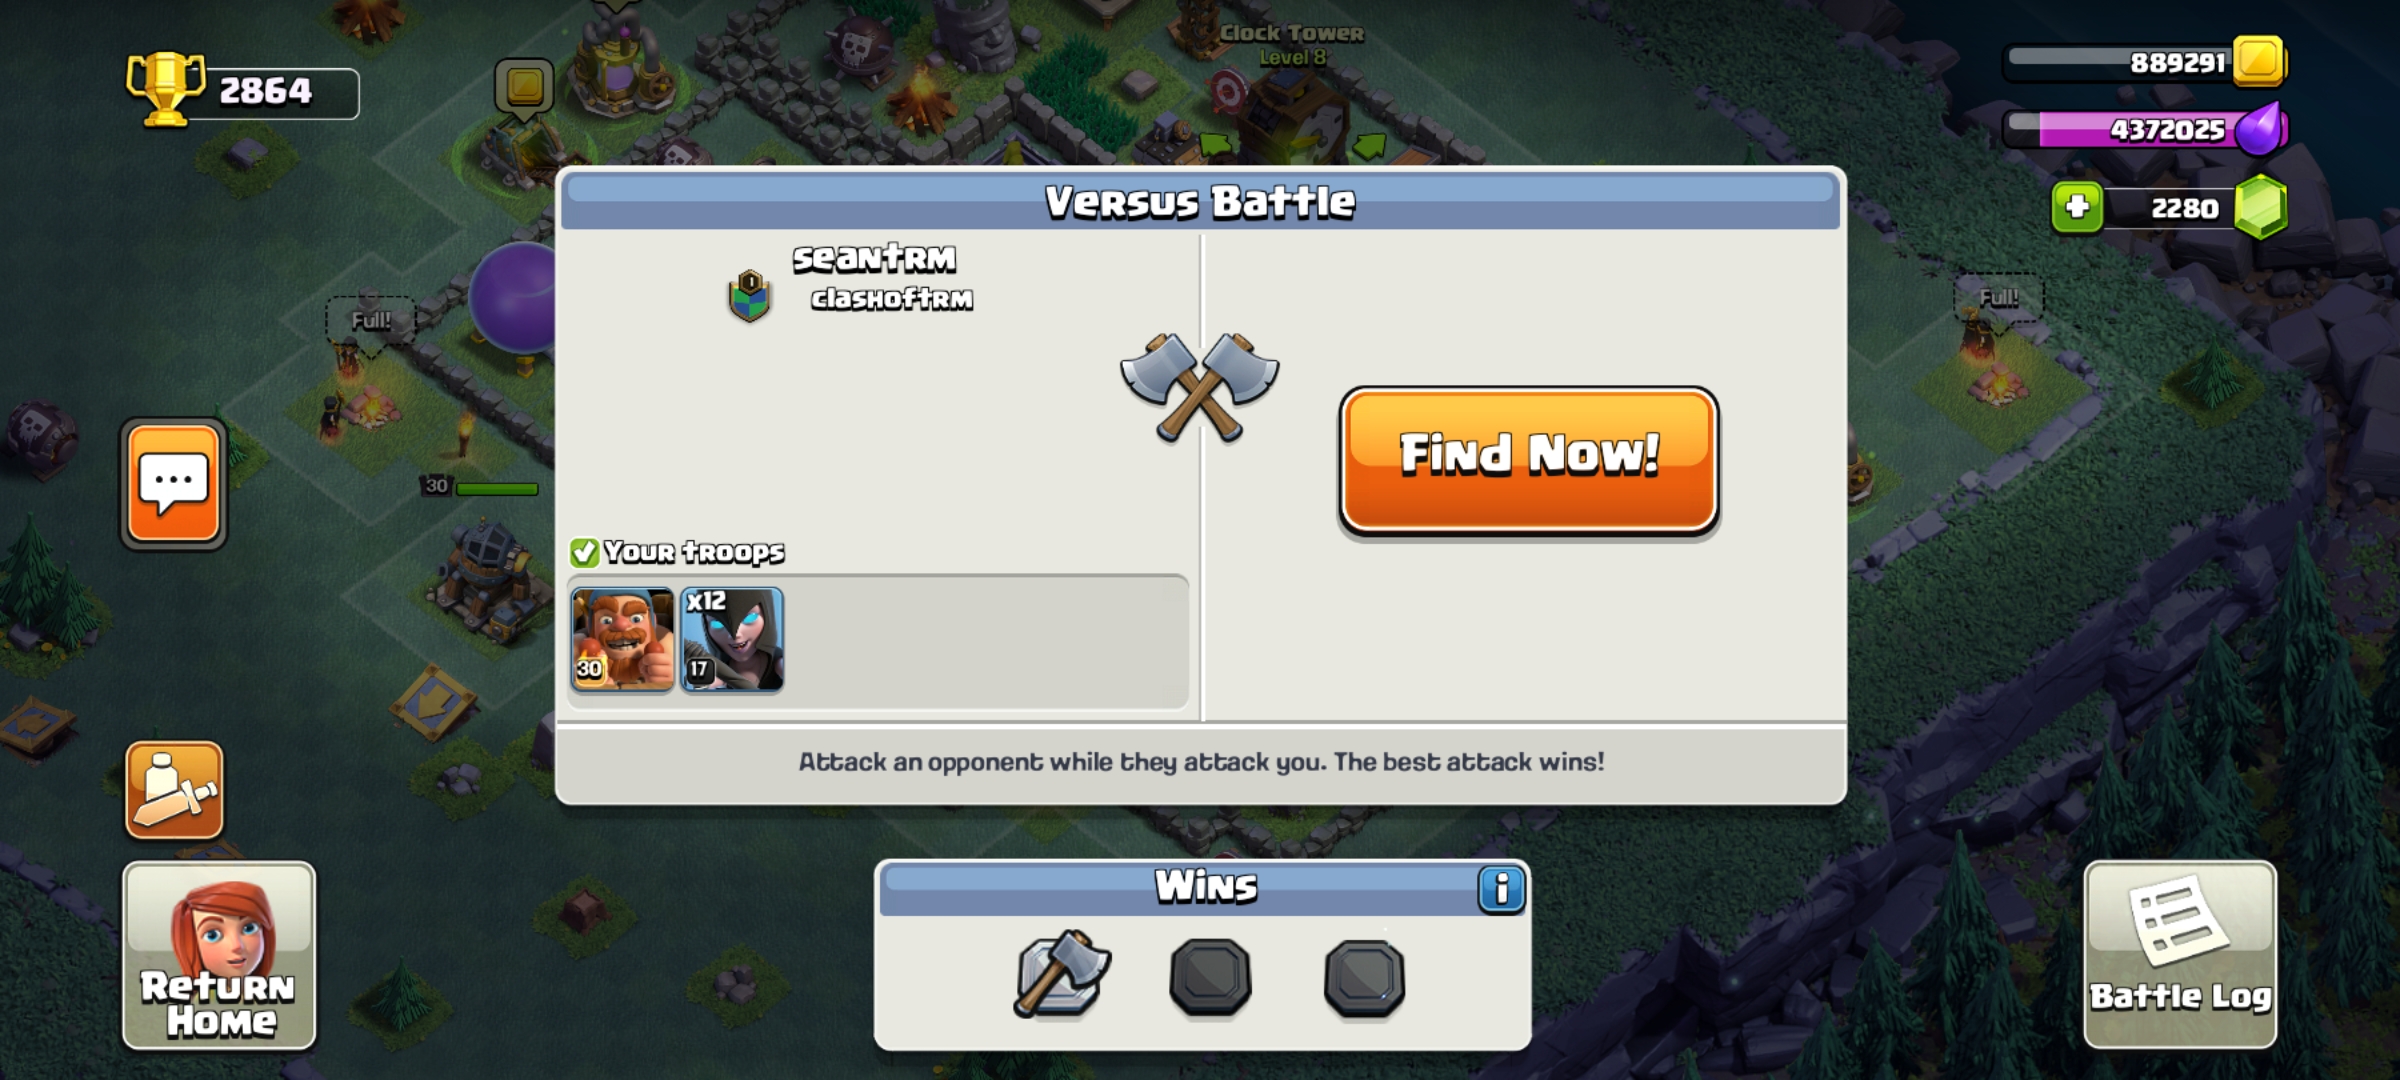 Clock Tower
Level 8
2864
889291
4372025
2280
Versus Battle
seantrm
1
clashoftrm
Full!
Full!
Find Now!
30
Your troops
x12
30
17
Attack an opponent while they attack you. The best attack wins!
Wins
i
Return
Home
Battle Log